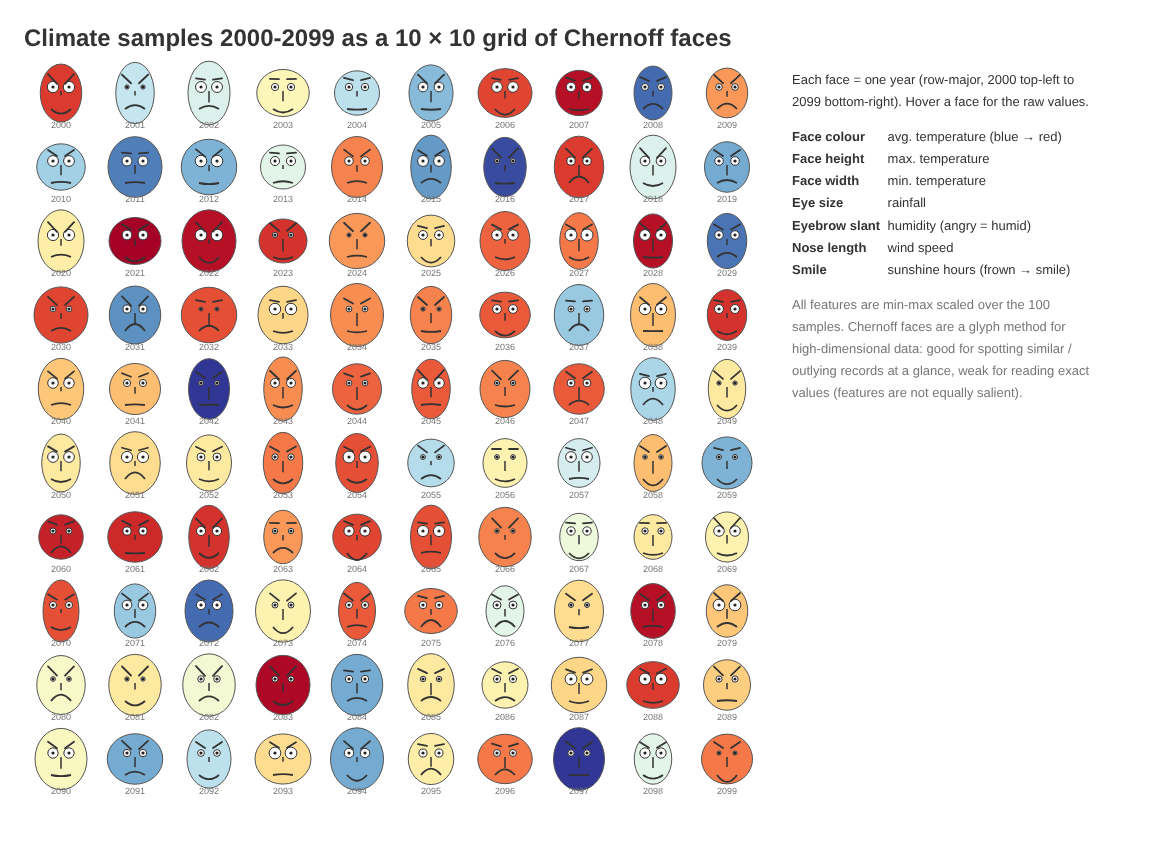 Climate samples 2000-2099 as a 10 × 10 grid of Chernoff faces
2000 2001 2002 2003 2004 2005 2006 2007 2008 2009
2010 2011 2012 2013 2014 2015 2016 2017 2018 2019
2020 2021 2022 2023 2024 2025 2026 2027 2028 2029
2030 2031 2032 2033 2034 2035 2036 2037 2038 2039
2040 2041 2042 2043 2044 2045 2046 2047 2048 2049
2050 2051 2052 2053 2054 2055 2056 2057 2058 2059
2060 2061 2062 2063 2064 2065 2066 2067 2068 2069
2070 2071 2072 2073 2074 2075 2076 2077 2078 2079
2080 2081 2082 2083 2084 2085 2086 2087 2088 2089
2090 2091 2092 2093 2094 2095 2096 2097 2098 2099
Each face = one year (row-major, 2000 top-left to
2099 bottom-right). Hover a face for the raw values.
Face colour avg. temperature (blue → red)
Face height max. temperature
Face width min. temperature
Eye size rainfall
Eyebrow slant humidity (angry = humid)
Nose length wind speed
Smile sunshine hours (frown → smile)
All features are min-max scaled over the 100
samples. Chernoff faces are a glyph method for
high-dimensional data: good for spotting similar /
outlying records at a glance, weak for reading exact
values (features are not equally salient).